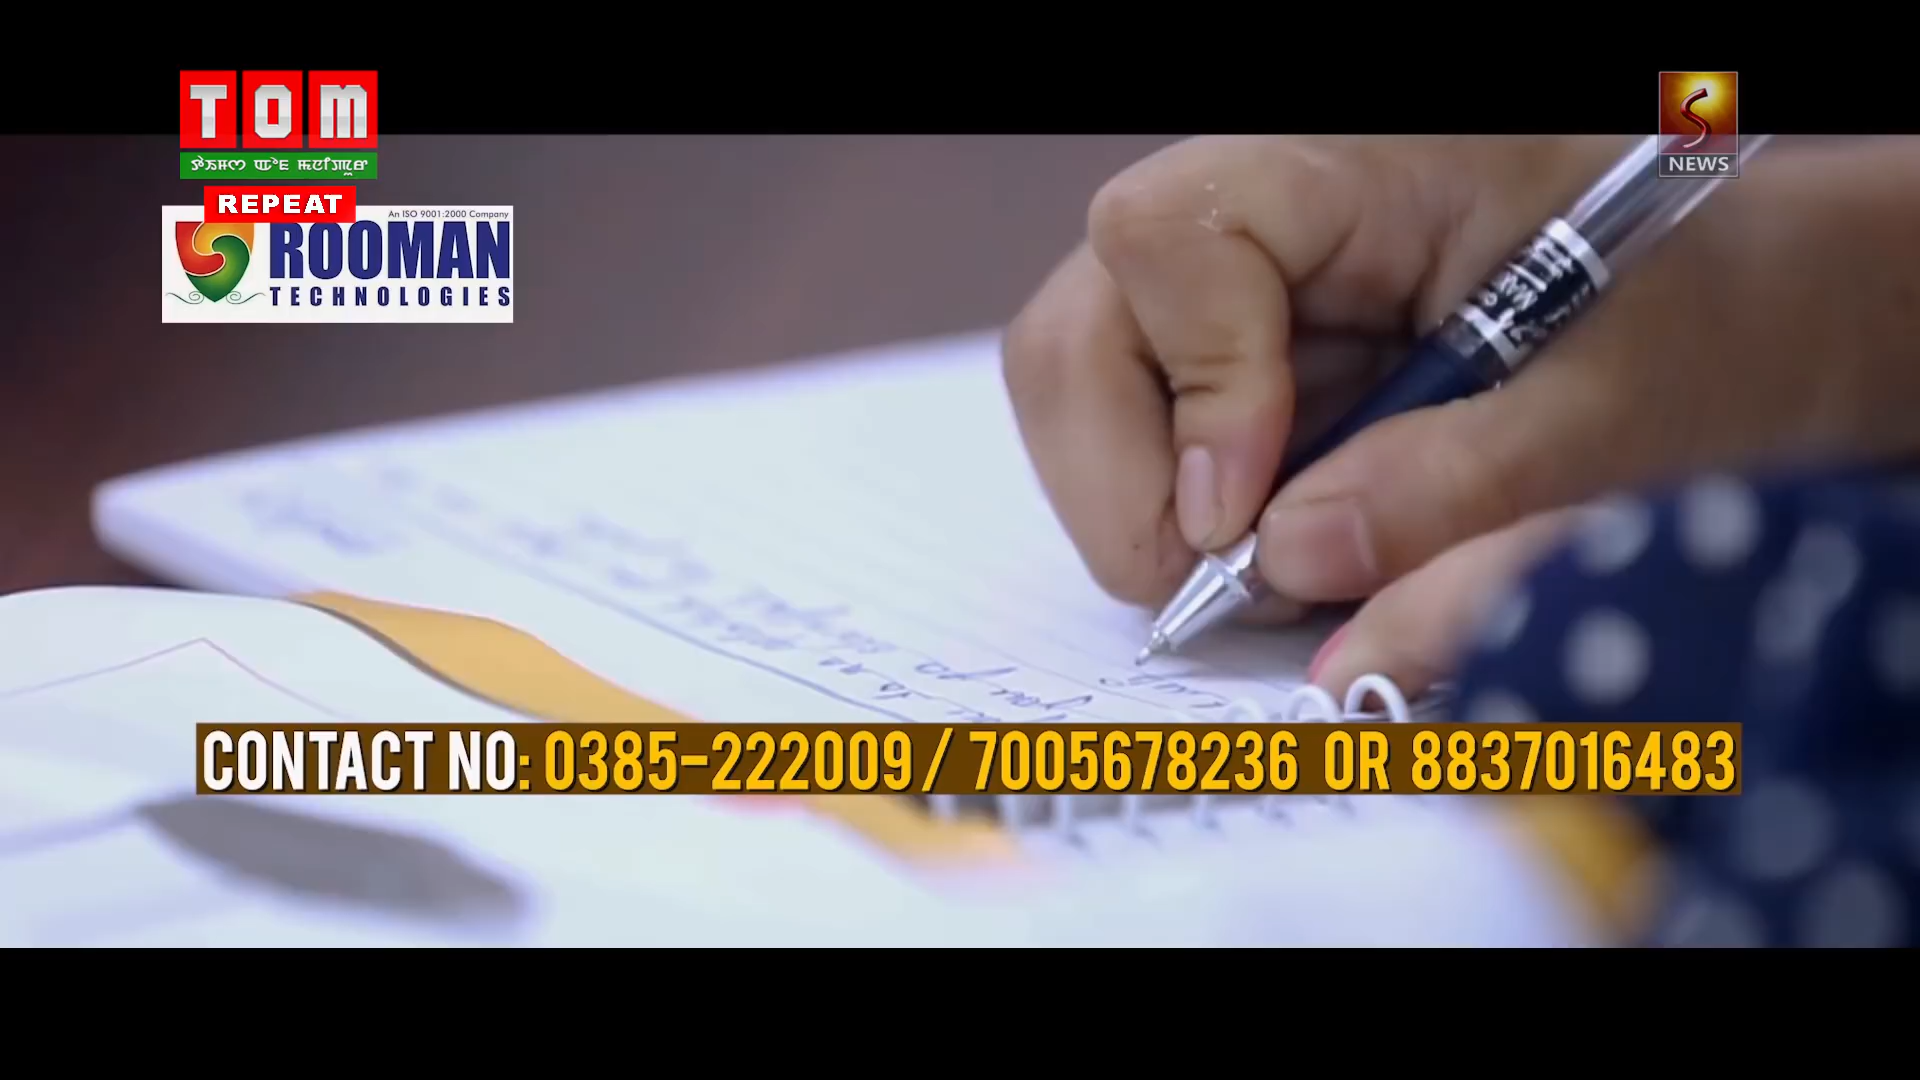 TOM
REPEAT
An ISO 9001:2000 Company
ROOMAN
TECHNOLOGIES
S
NEWS
CONTACT NO: 0385-222009 / 7005678236 OR 8837016483